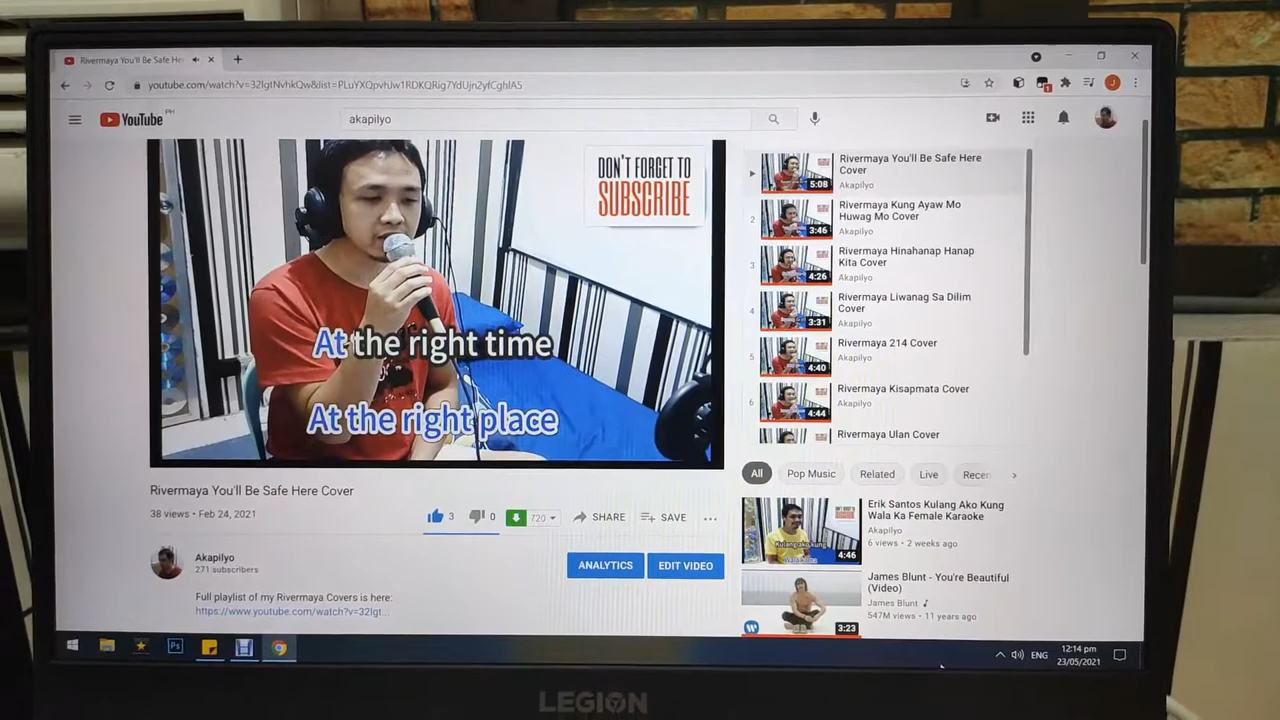 Rivermaya You'll Be Safe He
youtube.com/watch?v=32IgtNvhkQw&list=PLuYXQpvhJw1RDKQRig7YdUjn2yfCghlA5
1
J
YouTube PH
akapilyo
DON'T FORGET TO
SUBSCRIBE
At the right time
At the right place
Rivermaya You'll Be Safe Here Cover
38 views • Feb 24, 2021
3
0
720
SHARE
SAVE
Akapilyo
271 subscribers
ANALYTICS
EDIT VIDEO
Full playlist of my Rivermaya Covers is here:
https://www.youtube.com/watch?v=32Igt...
5:08
Rivermaya You'll Be Safe Here
Cover
Akapilyo
2
3:46
Rivermaya Kung Ayaw Mo
Huwag Mo Cover
Akapilyo
3
4:26
Rivermaya Hinahanap Hanap
Kita Cover
Akapilyo
4
3:31
Rivermaya Liwanag Sa Dilim
Cover
Akapilyo
5
4:40
Rivermaya 214 Cover
Akapilyo
6
4:44
Rivermaya Kisapmata Cover
Akapilyo
Rivermaya Ulan Cover
All
Pop Music
Related
Live
Recen
4:46
Erik Santos Kulang Ako Kung
Wala Ka Female Karaoke
Akapilyo
6 views • 2 weeks ago
3:23
James Blunt - You're Beautiful
(Video)
James Blunt
547M views • 11 years ago
Ps
ENG
12:14 pm
23/05/2021
LEGION